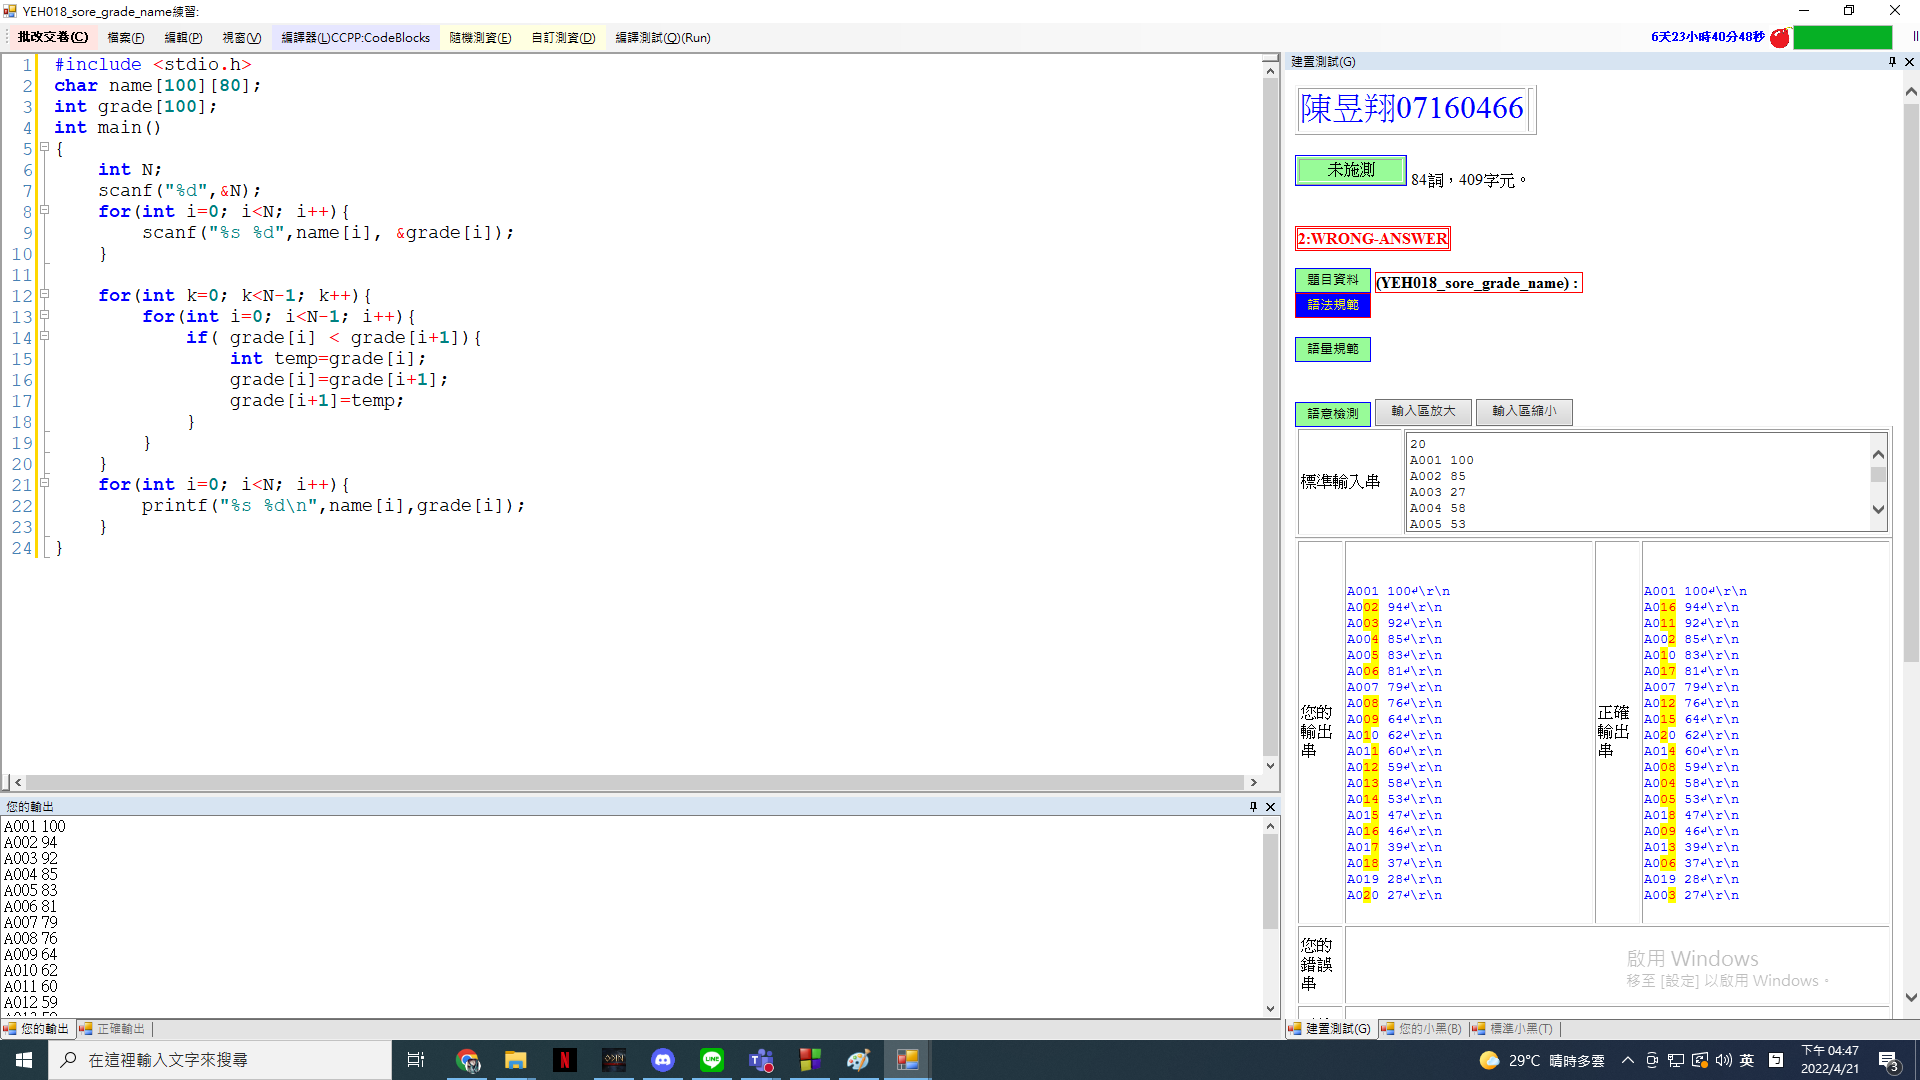 YEH018_sore_grade_name練習:
批改交卷(C) 檔案(F) 編輯(P) 視窗(V) 編譯器(L)CCPP:CodeBlocks 隨機測資(E) 自訂測資(D) 編譯測試(Q)(Run)
6天23小時40分48秒
1 #include <stdio.h>
2 char name[100][80];
3 int grade[100];
4 int main()
5 {
6 int N;
7 scanf("%d",&N);
8 for(int i=0; i<N; i++){
9 scanf("%s %d",name[i], &grade[i]);
10 }
11
12 for(int k=0; k<N-1; k++){
13 for(int i=0; i<N-1; i++){
14 if( grade[i] < grade[i+1]){
15 int temp=grade[i];
16 grade[i]=grade[i+1];
17 grade[i+1]=temp;
18 }
19 }
20 }
21 for(int i=0; i<N; i++){
22 printf("%s %d\n",name[i],grade[i]);
23 }
24 }
您的輸出
A001 100
A002 94
A003 92
A004 85
A005 83
A006 81
A007 79
A008 76
A009 64
A010 62
A011 60
A012 59
您的輸出 正確輸出
建置測試(G)
陳昱翔07160466
未施測 84詞，409字元。
2:WRONG-ANSWER
題目資料 (YEH018_sore_grade_name) :
語法規範
語量規範
語意檢測 輸入區放大 輸入區縮小
標準輸入串
20
A001 100
A002 85
A003 27
A004 58
A005 53
您的輸出串
A001 100↵\r\n
A002 94↵\r\n
A003 92↵\r\n
A004 85↵\r\n
A005 83↵\r\n
A006 81↵\r\n
A007 79↵\r\n
A008 76↵\r\n
A009 64↵\r\n
A010 62↵\r\n
A011 60↵\r\n
A012 59↵\r\n
A013 58↵\r\n
A014 53↵\r\n
A015 47↵\r\n
A016 46↵\r\n
A017 39↵\r\n
A018 37↵\r\n
A019 28↵\r\n
A020 27↵\r\n
正確輸出串
A001 100↵\r\n
A016 94↵\r\n
A011 92↵\r\n
A002 85↵\r\n
A010 83↵\r\n
A017 81↵\r\n
A007 79↵\r\n
A012 76↵\r\n
A015 64↵\r\n
A020 62↵\r\n
A014 60↵\r\n
A008 59↵\r\n
A004 58↵\r\n
A005 53↵\r\n
A018 47↵\r\n
A009 46↵\r\n
A013 39↵\r\n
A006 37↵\r\n
A019 28↵\r\n
A003 27↵\r\n
您的錯誤串
啟用 Windows
移至 [設定] 以啟用 Windows。
建置測試(G) 您的小黑(B) 標準小黑(T)
在這裡輸入文字來搜尋
29°C 晴時多雲 英
下午 04:47
2022/4/21
3